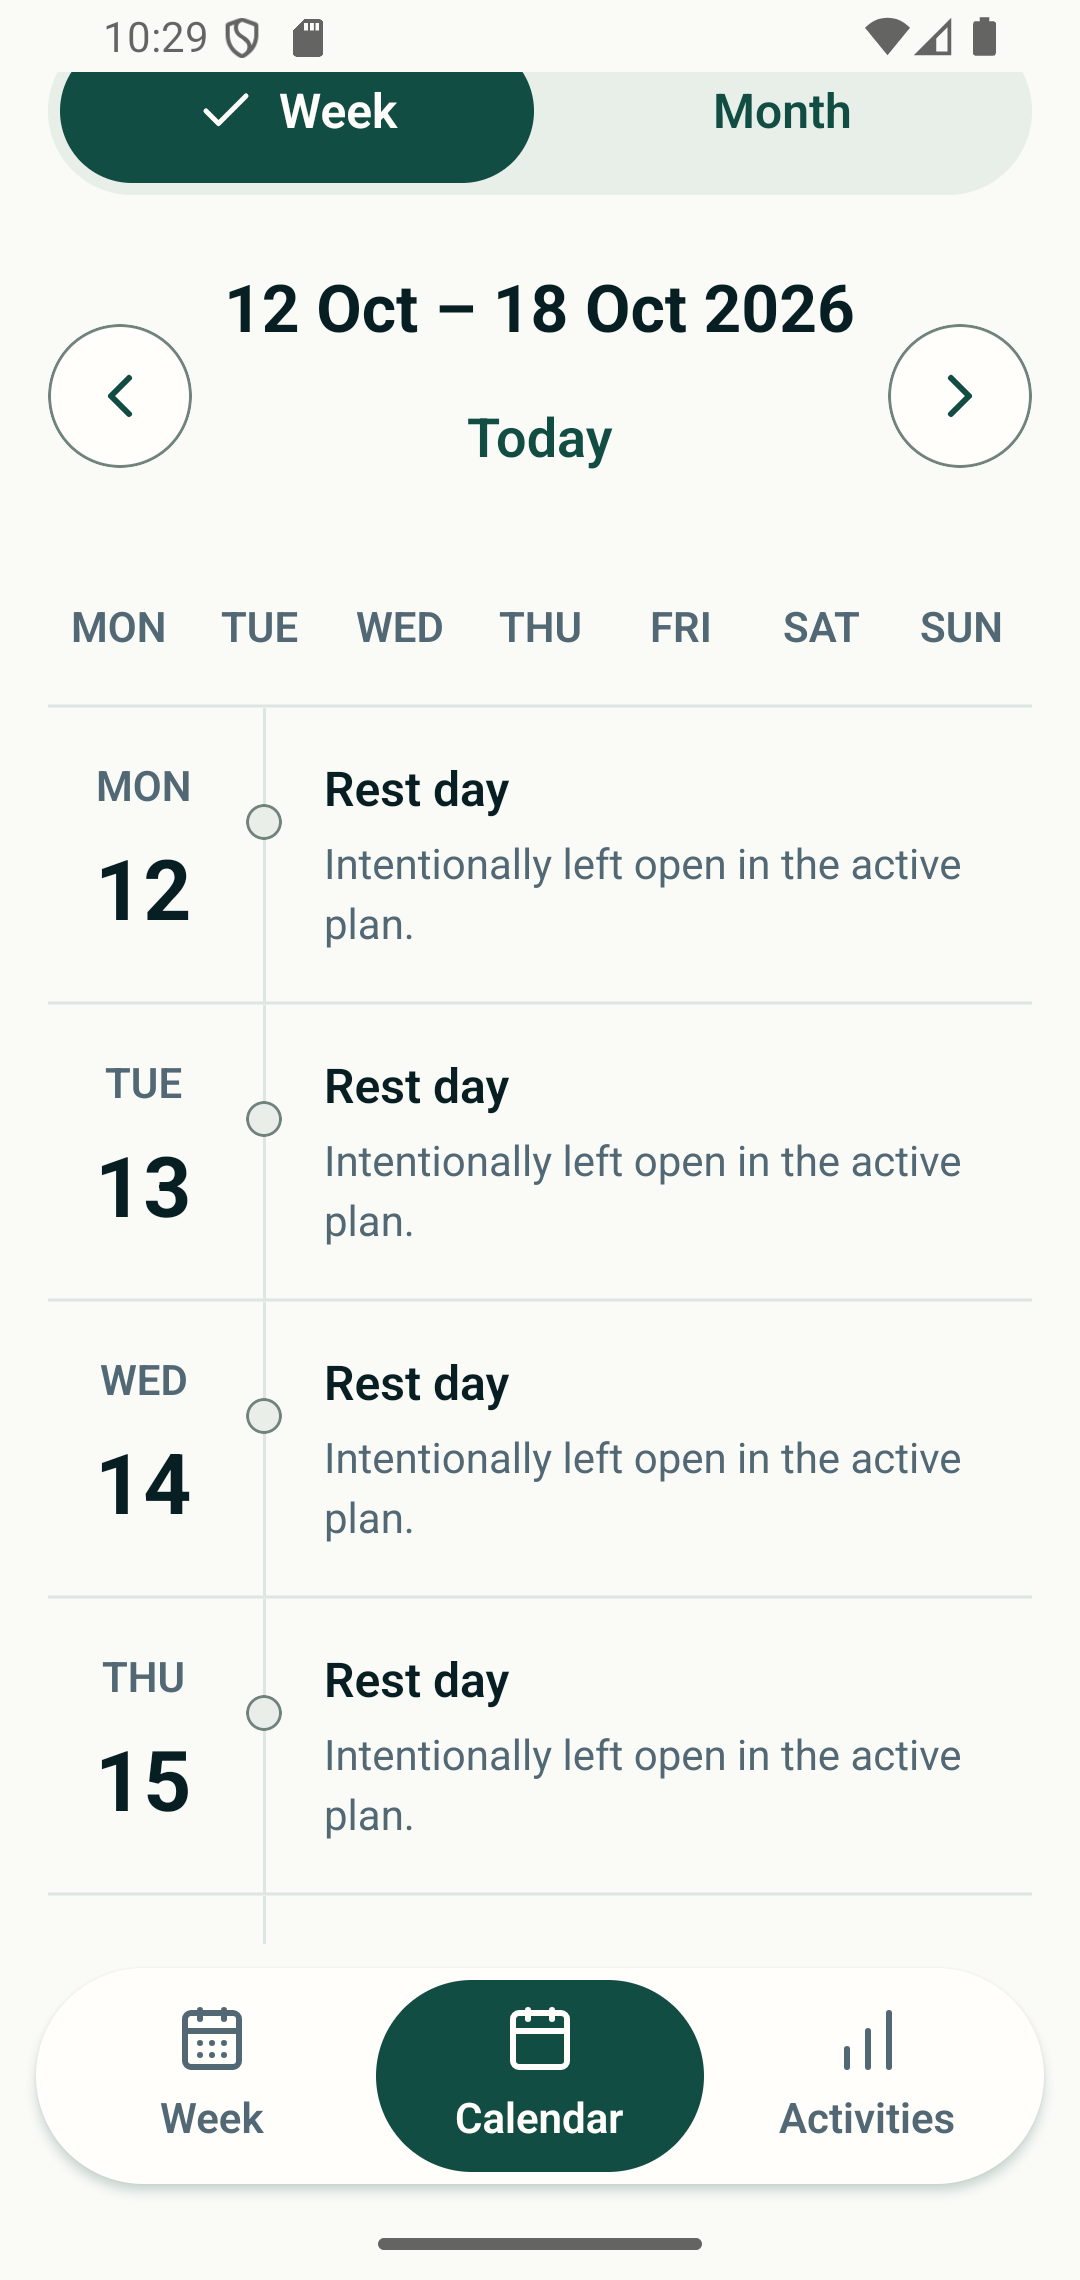 10:29
Week
Month
12 Oct – 18 Oct 2026
Today
MON TUE WED THU FRI SAT SUN
MON
12
Rest day
Intentionally left open in the active
plan.
TUE
13
Rest day
Intentionally left open in the active
plan.
WED
14
Rest day
Intentionally left open in the active
plan.
THU
15
Rest day
Intentionally left open in the active
plan.
Week
Calendar
Activities